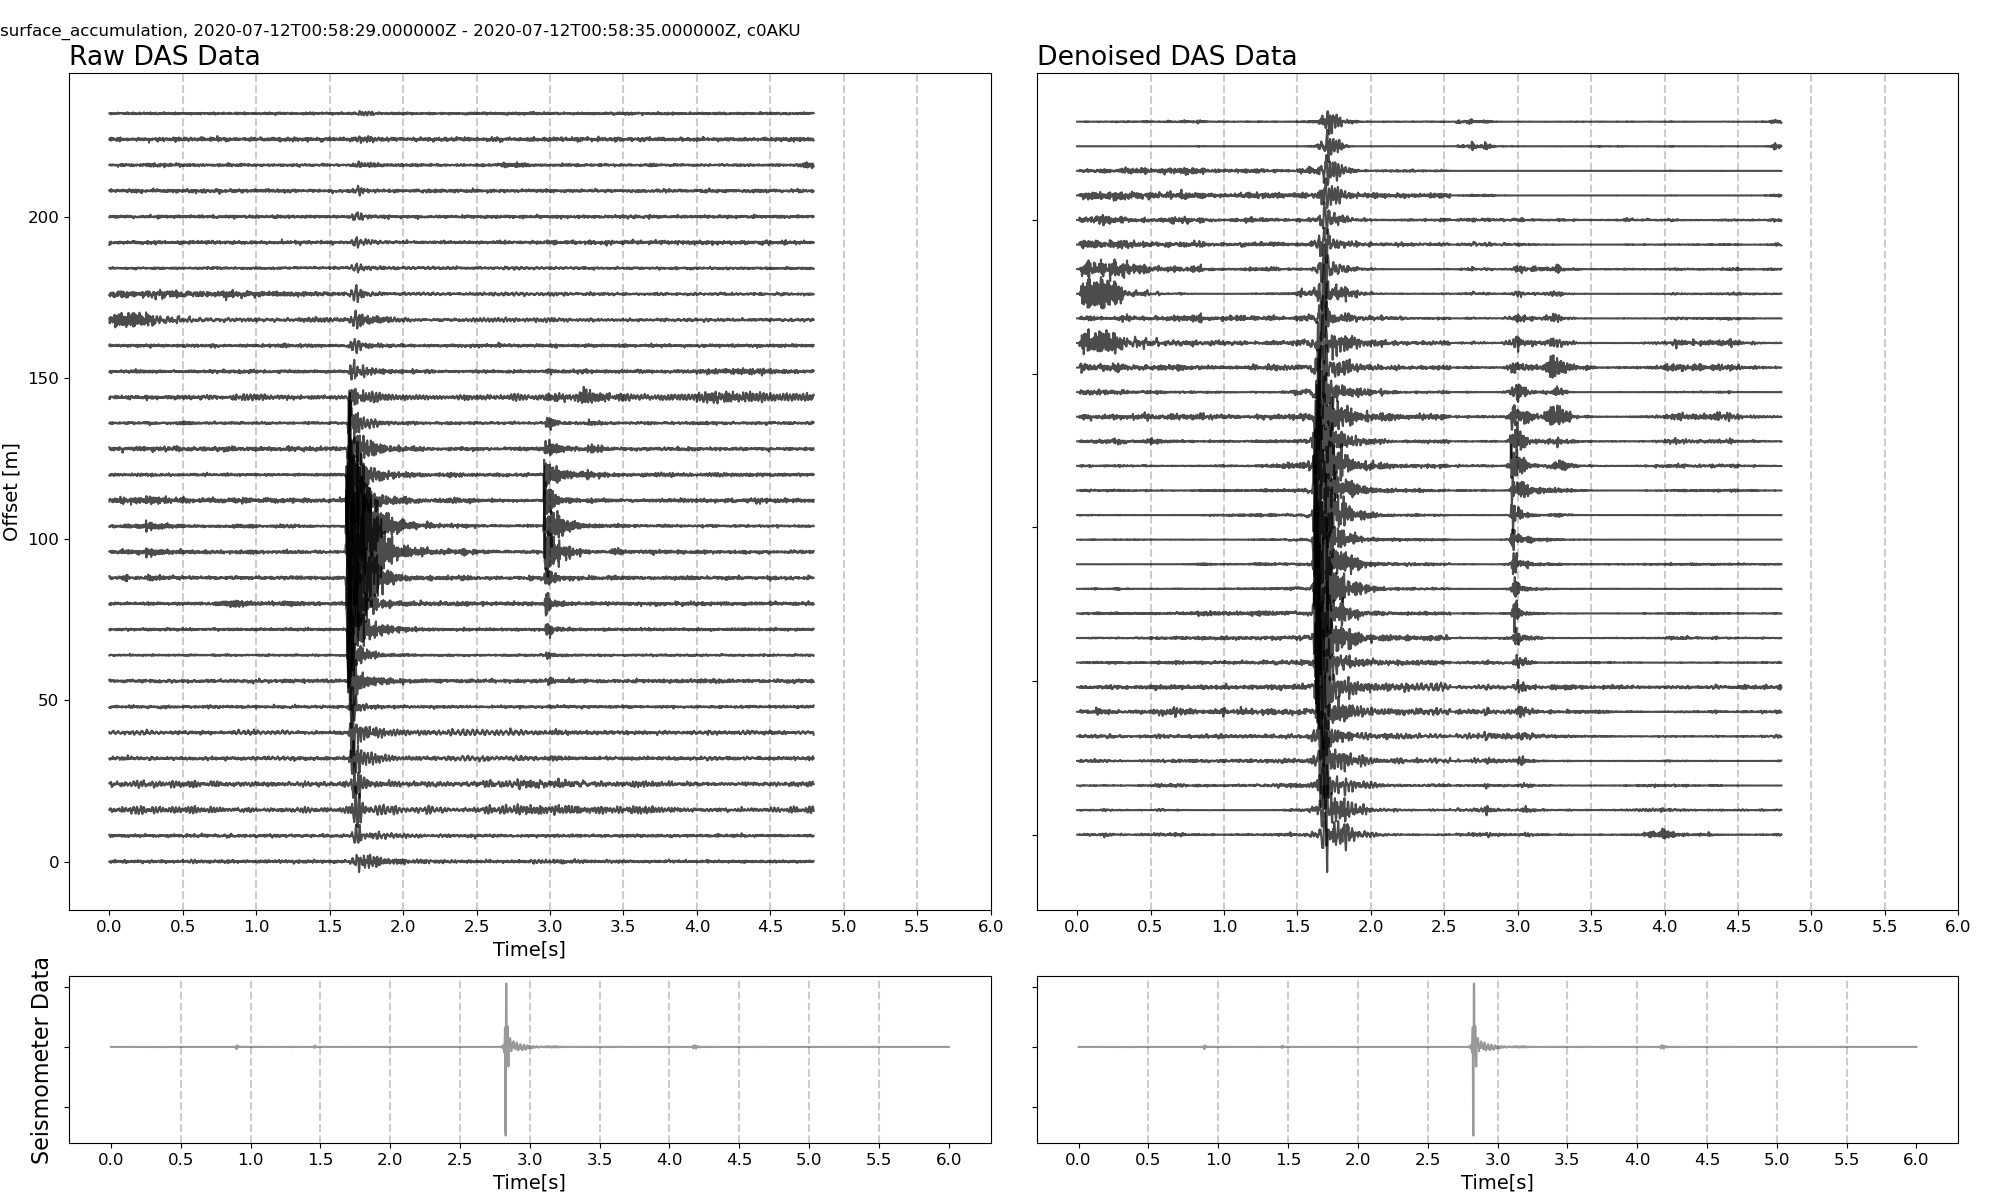 surface_accumulation, 2020-07-12T00:58:29.000000Z - 2020-07-12T00:58:35.000000Z, c0AKU
Raw DAS Data
Denoised DAS Data
Offset [m]
200
150
100
50
0
0.0 0.5 1.0 1.5 2.0 2.5 3.0 3.5 4.0 4.5 5.0 5.5 6.0
Time[s]
0.0 0.5 1.0 1.5 2.0 2.5 3.0 3.5 4.0 4.5 5.0 5.5 6.0
Seismometer Data
0.0 0.5 1.0 1.5 2.0 2.5 3.0 3.5 4.0 4.5 5.0 5.5 6.0
Time[s]
0.0 0.5 1.0 1.5 2.0 2.5 3.0 3.5 4.0 4.5 5.0 5.5 6.0
Time[s]